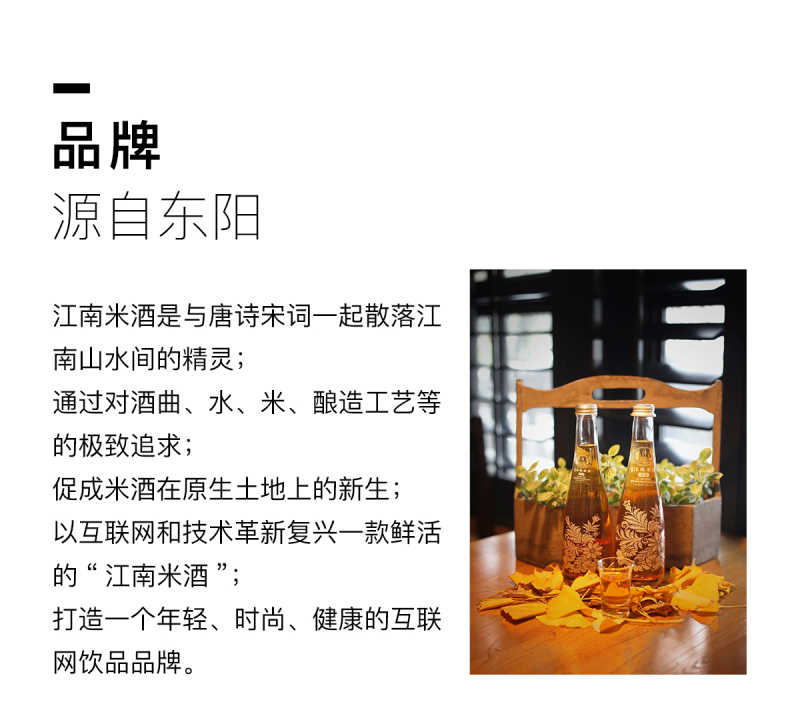 品牌
源自东阳
江南米酒是与唐诗宋词一起散落江
南山水间的精灵；
通过对酒曲、水、米、酿造工艺等
的极致追求；
促成米酒在原生土地上的新生；
以互联网和技术革新复兴一款鲜活
的“江南米酒”；
打造一个年轻、时尚、健康的互联
网饮品品牌。